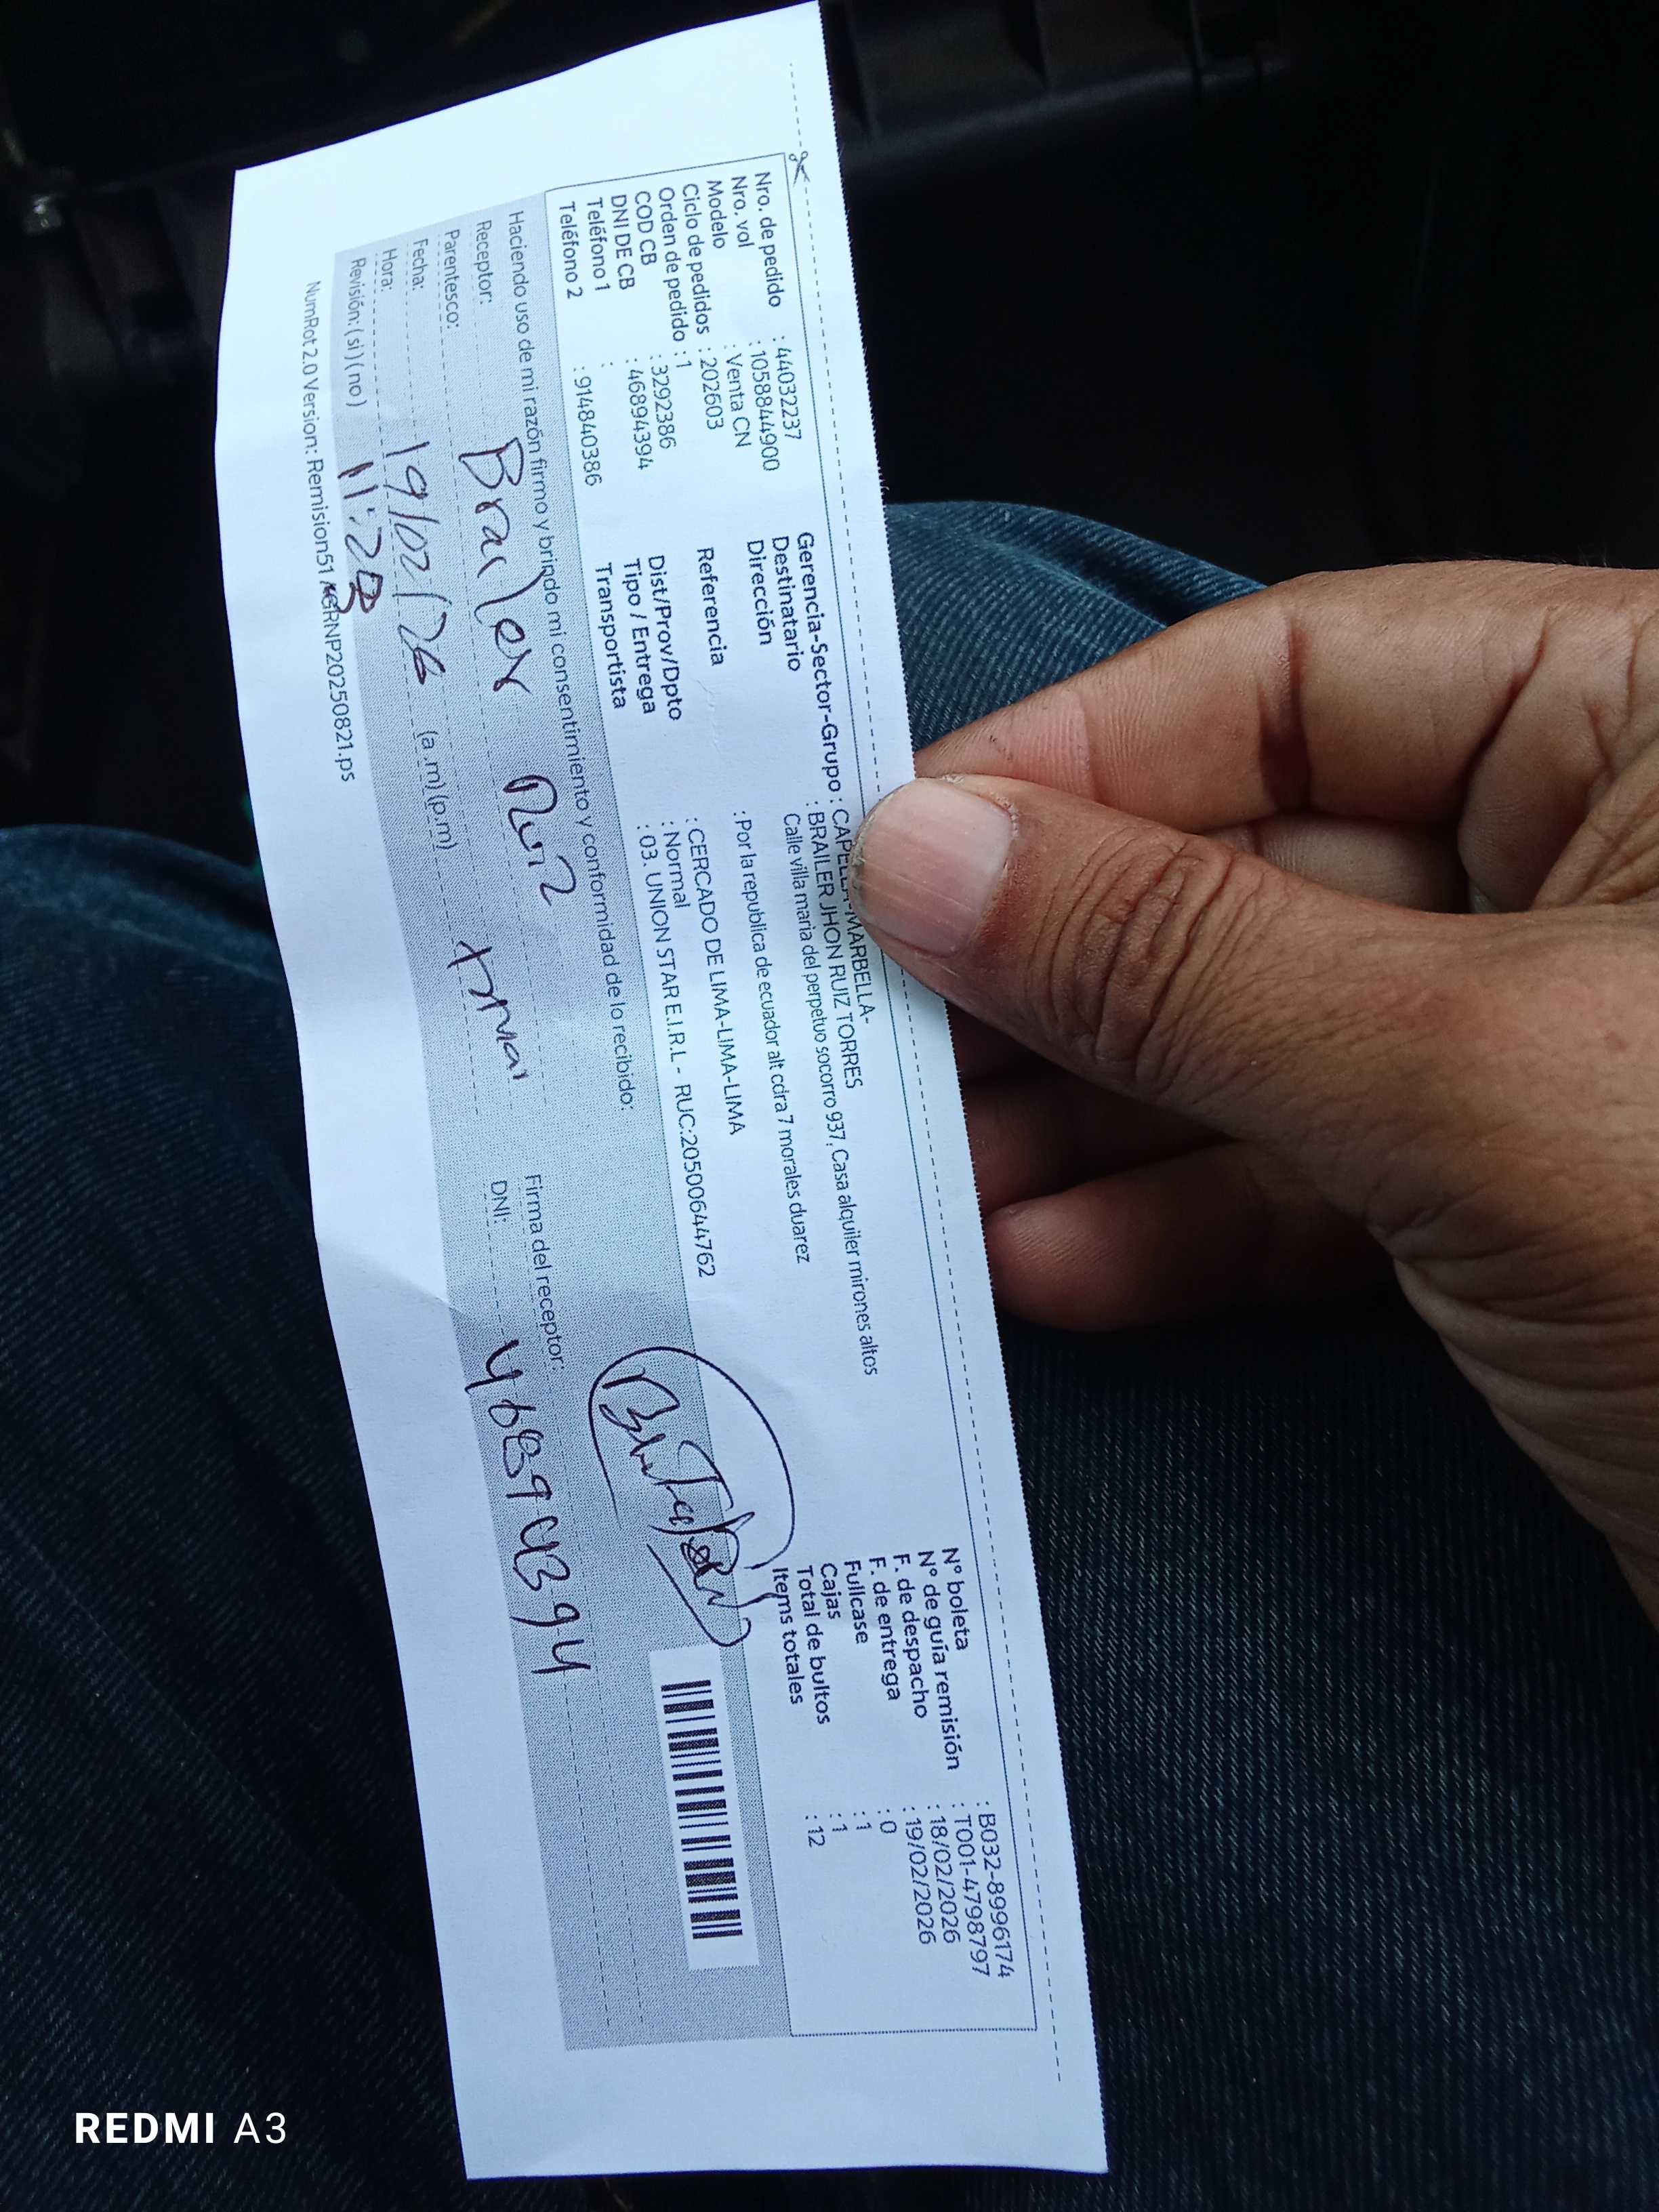 Nro. de pedido : 44032237
Nro. vol : 1058844900
Modelo : Venta CN
Ciclo de pedidos : 202603
Orden de pedido : 1
COD CB : 3292386
DNI DE CB : 46894394
Teléfono 1 :
Teléfono 2 : 914840386
Gerencia-Sector-Grupo : CAPELLA-MARBELLA-
Destinatario : BRAILER JHON RUIZ TORRES
Dirección Calle villa maria del perpetuo socorro 937. Casa alquiler mirones altos
Referencia : Por la republica de ecuador alt cdra 7 morales duarez
Dist/Prov/Dpto : CERCADO DE LIMA-LIMA-LIMA
Tipo / Entrega : Normal
Transportista : 03. UNION STAR E.I.R.L - RUC:20500644762
N° boleta : B032-8996174
N° de guía remisión : T001-4798797
F. de despacho : 18/02/2026
F. de entrega : 19/02/2026
Fullcase : 0
Cajas : 1
Total de bultos : 1
Items totales : 12
Haciendo uso de mi razón firmo y brindo mi consentimiento y conformidad de lo recibido:
Receptor: Brailer Ruiz
Parentesco:
Fecha: 19/02/26
Hora: 11:20 (a.m) (p.m)
Revisión: (si) (no)
Firma del receptor:
DNI: 46894394
NumRot 2.0 Version: Remision51
REDMI A3